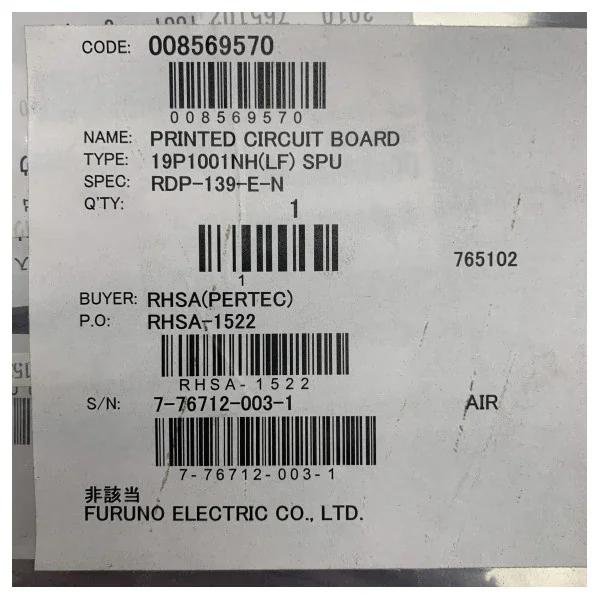 CODE: 008569570
008569570
NAME: PRINTED CIRCUIT BOARD
TYPE: 19P1001NH(LF) SPU
SPEC: RDP-139-E-N
Q'TY: 1
1
765102
BUYER: RHSA(PERTEC)
P.O: RHSA-1522
RHSA-1522
S/N: 7-76712-003-1
AIR
7-76712-003-1
非該当
FURUNO ELECTRIC CO., LTD.